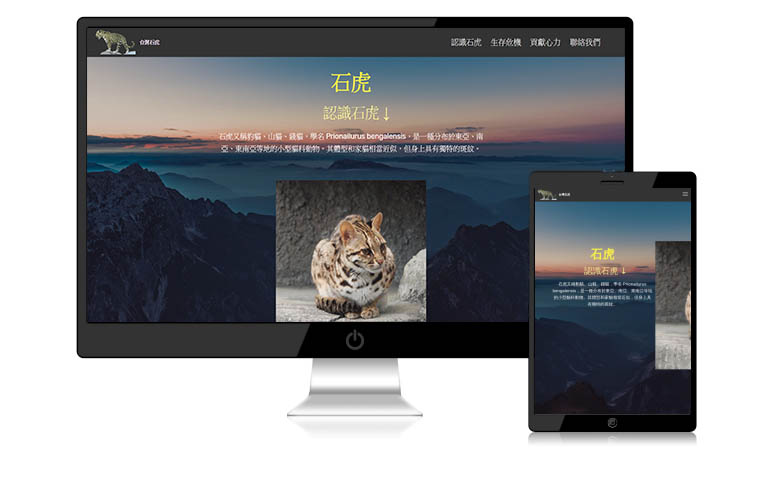 台灣石虎
認識石虎 生存危機 貢獻心力 聯絡我們
石虎
認識石虎↓
石虎又稱豹貓、山貓、錢貓，學名 Prionailurus bengalensis，是一種分布於東亞、南
亞、東南亞等地的小型貓科動物。其體型和家貓相當近似，但身上具有獨特的斑紋。
台灣石虎
石虎
認識石虎↓
石虎又稱豹貓、山貓、錢貓，學名 Prionailurus
bengalensis，是一種分布於東亞、南亞、東南亞等地
的小型貓科動物。其體型和家貓相當近似，但身上具
有獨特的斑紋。